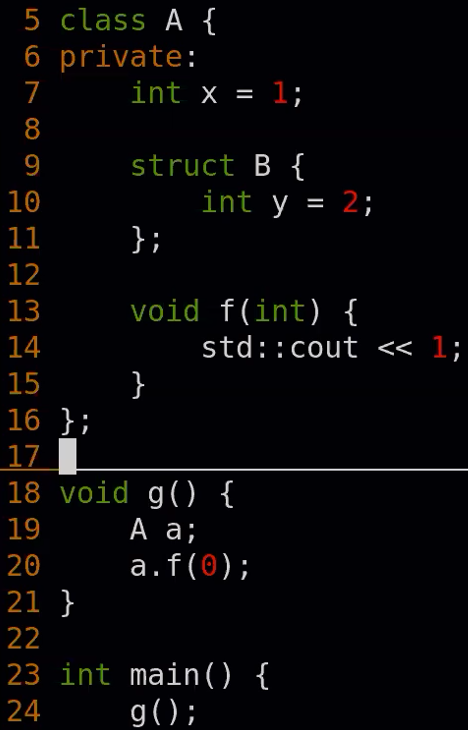 5 class A {
6 private:
7     int x = 1;
8
9     struct B {
10         int y = 2;
11     };
12
13     void f(int) {
14         std::cout << 1;
15     }
16 };
17
18 void g() {
19     A a;
20     a.f(0);
21 }
22
23 int main() {
24     g();